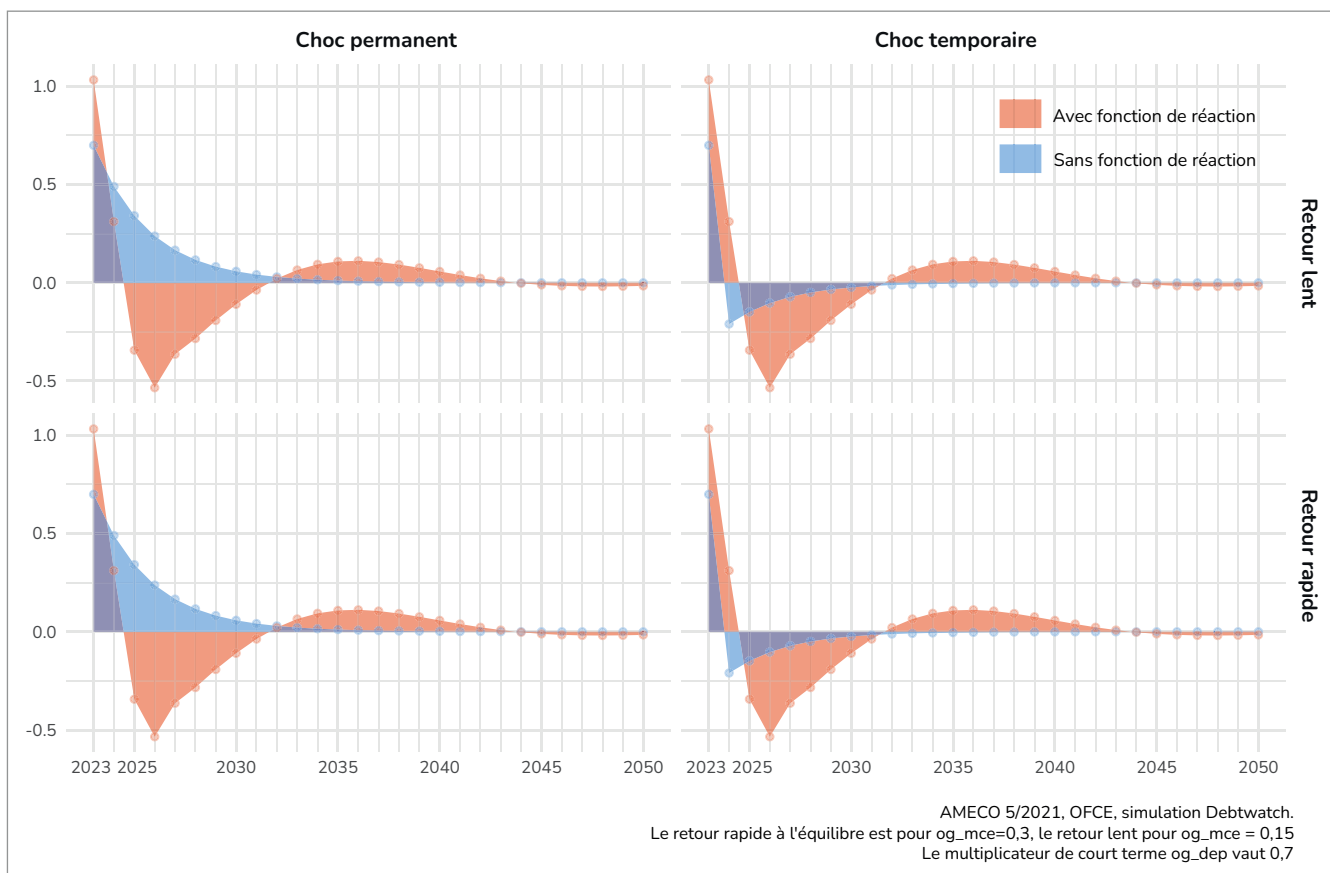 Choc permanent
Choc temporaire
1.0
0.5
0.0
-0.5
Avec fonction de réaction
Sans fonction de réaction
Retour lent
1.0
0.5
0.0
-0.5
Retour rapide
2023 2025 2030 2035 2040 2045 2050
2023 2025 2030 2035 2040 2045 2050
AMECO 5/2021, OFCE, simulation Debtwatch.
Le retour rapide à l'équilibre est pour og_mce=0,3, le retour lent pour og_mce = 0,15
Le multiplicateur de court terme og_dep vaut 0,7